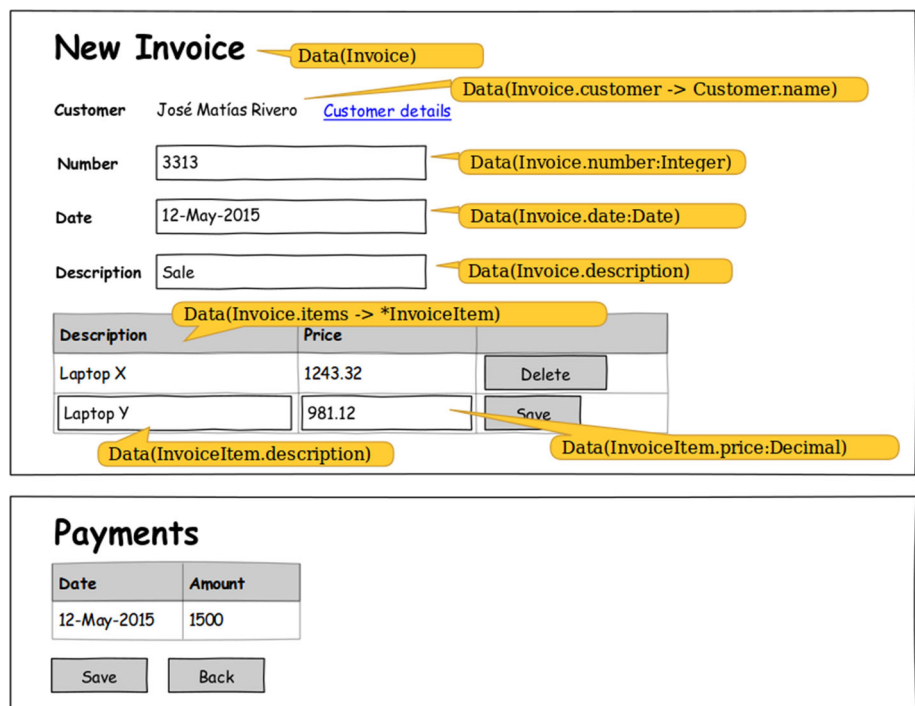 New Invoice
Data(Invoice)
Data(Invoice.customer -> Customer.name)
Customer José Matías Rivero Customer details
Number 3313 Data(Invoice.number:Integer)
Date 12-May-2015 Data(Invoice.date:Date)
Description Sale Data(Invoice.description)
Data(Invoice.items -> *InvoiceItem)
Description Price
Laptop X 1243.32 Delete
Laptop Y 981.12 Save
Data(InvoiceItem.description) Data(InvoiceItem.price:Decimal)
Payments
Date Amount
12-May-2015 1500
Save Back